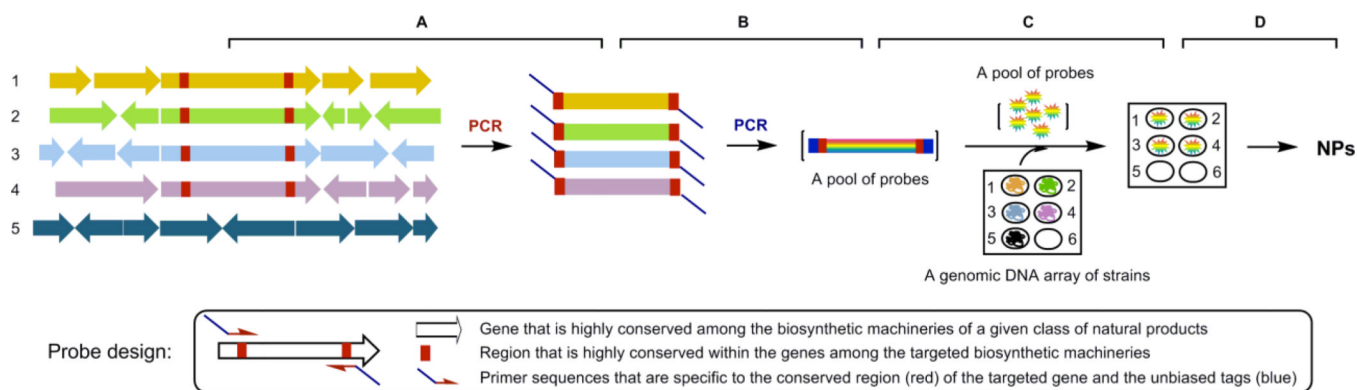 A B C D
1
2
3
4
5
PCR
PCR
A pool of probes
A pool of probes
1 2
3 4
5 6
A genomic DNA array of strains
1 2
3 4
5 6
NPs
Probe design:
Gene that is highly conserved among the biosynthetic machineries of a given class of natural products
Region that is highly conserved within the genes among the targeted biosynthetic machineries
Primer sequences that are specific to the conserved region (red) of the targeted gene and the unbiased tags (blue)